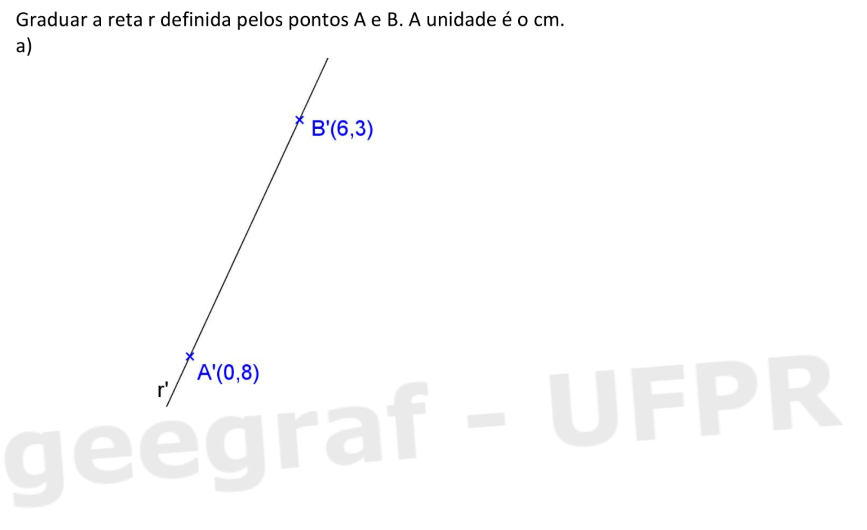 Graduar a reta r definida pelos pontos A e B. A unidade é o cm.
a)
B'(6,3)
A'(0,8)
r'
geegraf - UFPR